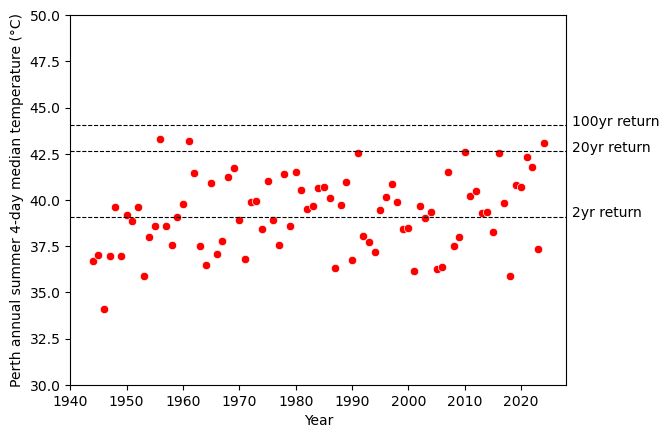 Perth annual summer 4-day median temperature (°C)
50.0
47.5
45.0
42.5
40.0
37.5
35.0
32.5
30.0
100yr return
20yr return
2yr return
1940 1950 1960 1970 1980 1990 2000 2010 2020
Year